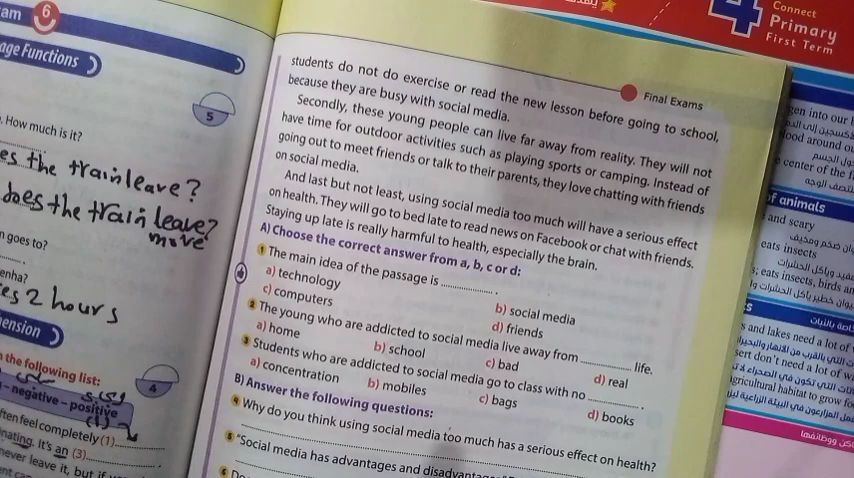 am 6
age Functions
5
. How much is it?
es the train leave?
does the train leave?
move
n goes to?
enha?
es 2 hours
ension
4
the following list:
– negative – positive
ften feel completely (1)
nating. It's an (3)
never leave it, but if
Connect
4 Primary
First Term
Final Exams
students do not do exercise or read the new lesson before going to school,
because they are busy with social media.
Secondly, these young people can live far away from reality. They will not
have time for outdoor activities such as playing sports or camping. Instead of
going out to meet friends or talk to their parents, they love chatting with friends
on social media.
And last but not least, using social media too much will have a serious effect
on health. They will go to bed late to read news on Facebook or chat with friends.
Staying up late is really harmful to health, especially the brain.
A) Choose the correct answer from a, b, c or d:
1 The main idea of the passage is .
a) technology b) social media
c) computers d) friends
2 The young who are addicted to social media live away from life.
a) home b) school c) bad d) real
3 Students who are addicted to social media go to class with no .
a) concentration b) mobiles c) bags d) books
B) Answer the following questions:
4 Why do you think using social media too much has a serious effect on health?
5 "Social media has advantages and
6 Do
gen into our
ood around
e center of the
of animals
and scary
eats insects
s; eats insects, birds
s and lakes need a lot of
sert don't need a lot of
agricultural habitat to grow